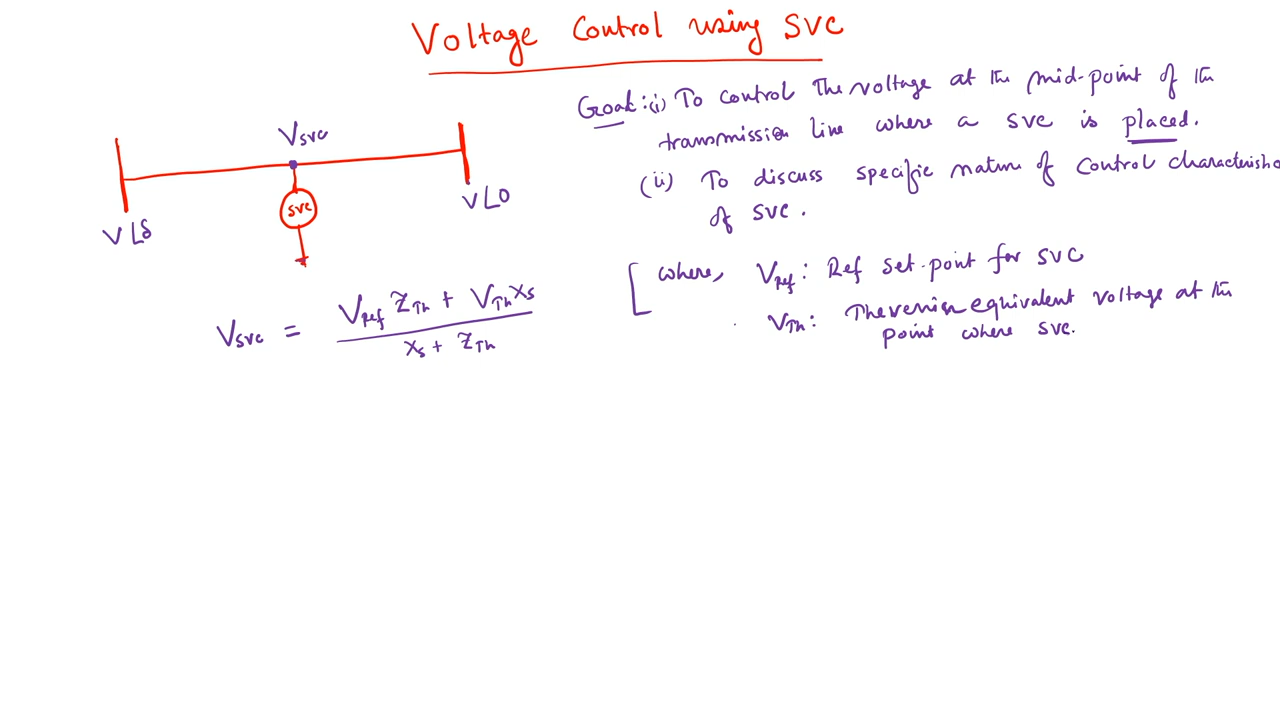 Voltage Control using SVC
Goal: (i) To control the voltage at the mid-point of the
transmission line where a SVC is placed.
(ii) To discuss specific nature of control characteristics
of SVC.
Vsvc
SVC
V∠δ
V∠0
Vsvc = (Vref ZTh + VTh Xs) / (Xs + ZTh)
where, Vref : Ref set-point for SVC
VTh : Thevenin equivalent voltage at the
point where SVC.